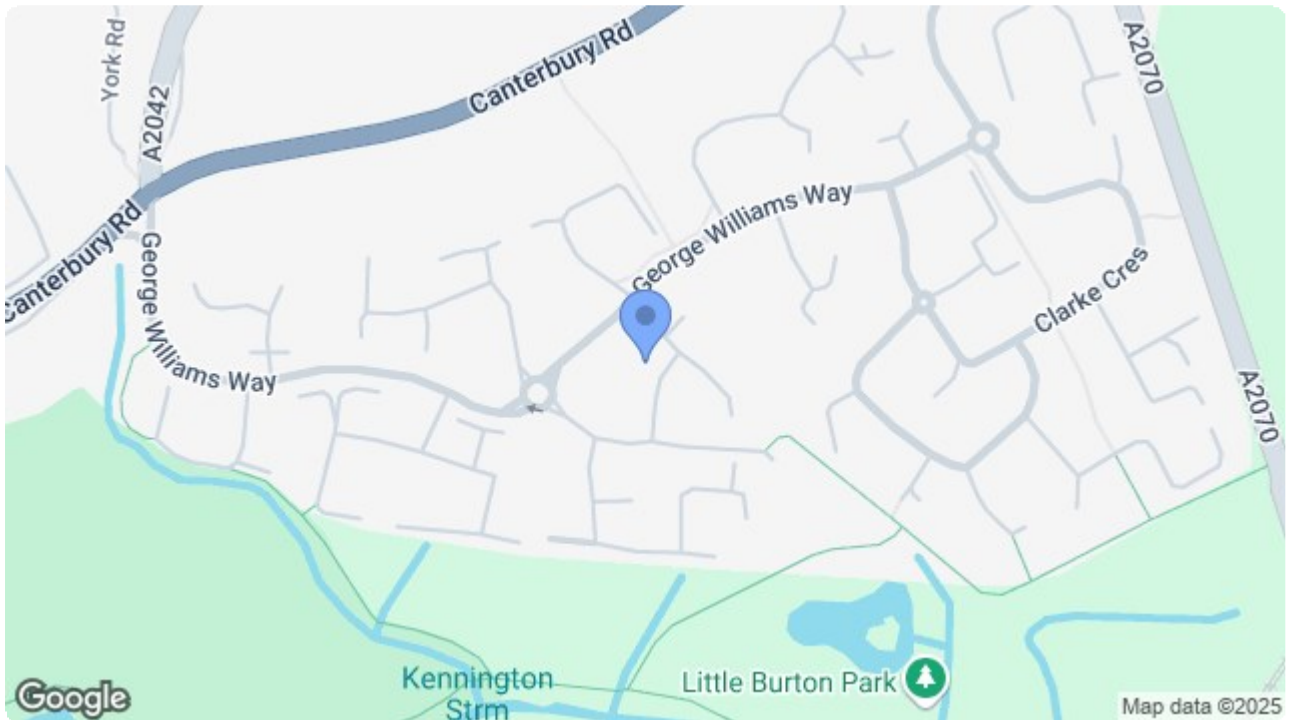 York Rd
A2042
Canterbury Rd
A2070
Canterbury Rd
George Williams Way
George Williams Way
Clarke Cres
A2070
Kennington
Strm
Little Burton Park
Google
Map data ©2025